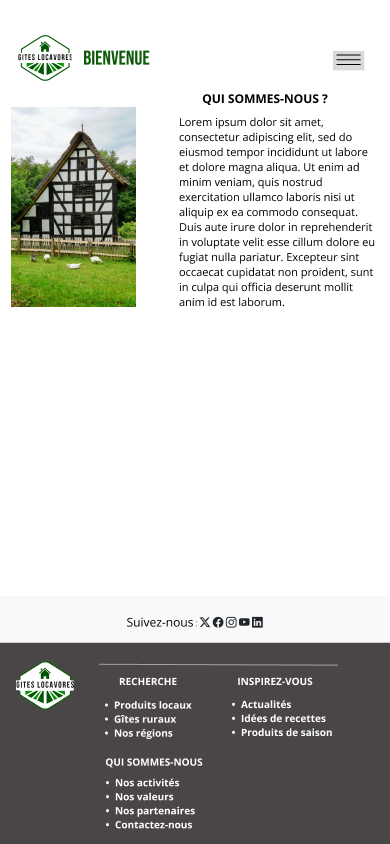 GITES LOCAVORES
BIENVENUE
QUI SOMMES-NOUS ?
Lorem ipsum dolor sit amet,
consectetur adipiscing elit, sed do
eiusmod tempor incididunt ut labore
et dolore magna aliqua. Ut enim ad
minim veniam, quis nostrud
exercitation ullamco laboris nisi ut
aliquip ex ea commodo consequat.
Duis aute irure dolor in reprehenderit
in voluptate velit esse cillum dolore eu
fugiat nulla pariatur. Excepteur sint
occaecat cupidatat non proident, sunt
in culpa qui officia deserunt mollit
anim id est laborum.
Suivez-nous :
GITES LOCAVORES
RECHERCHE
• Produits locaux
• Gîtes ruraux
• Nos régions
INSPIREZ-VOUS
• Actualités
• Idées de recettes
• Produits de saison
QUI SOMMES-NOUS
• Nos activités
• Nos valeurs
• Nos partenaires
• Contactez-nous